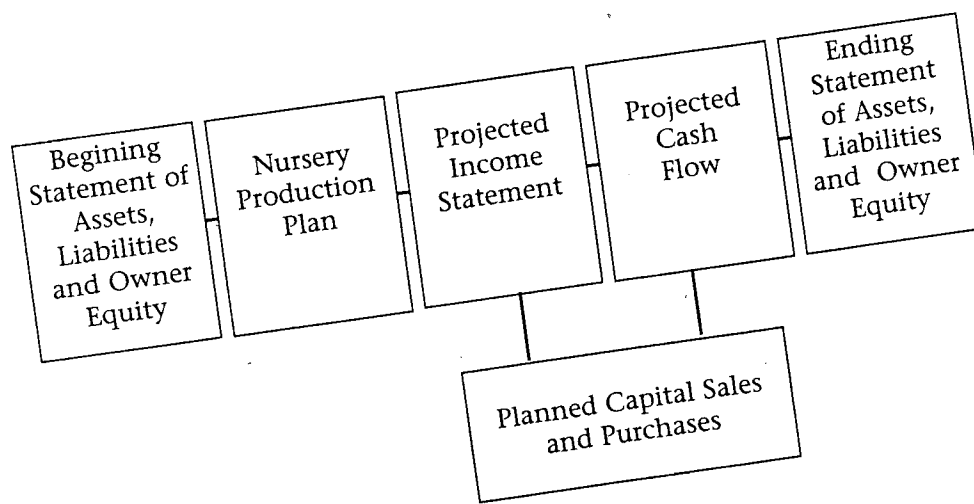 Begining
Statement of
Assets,
Liabilities
and Owner
Equity
Nursery
Production
Plan
Projected
Income
Statement
Projected
Cash
Flow
Ending
Statement
of Assets,
Liabilities
and Owner
Equity
Planned Capital Sales
and Purchases